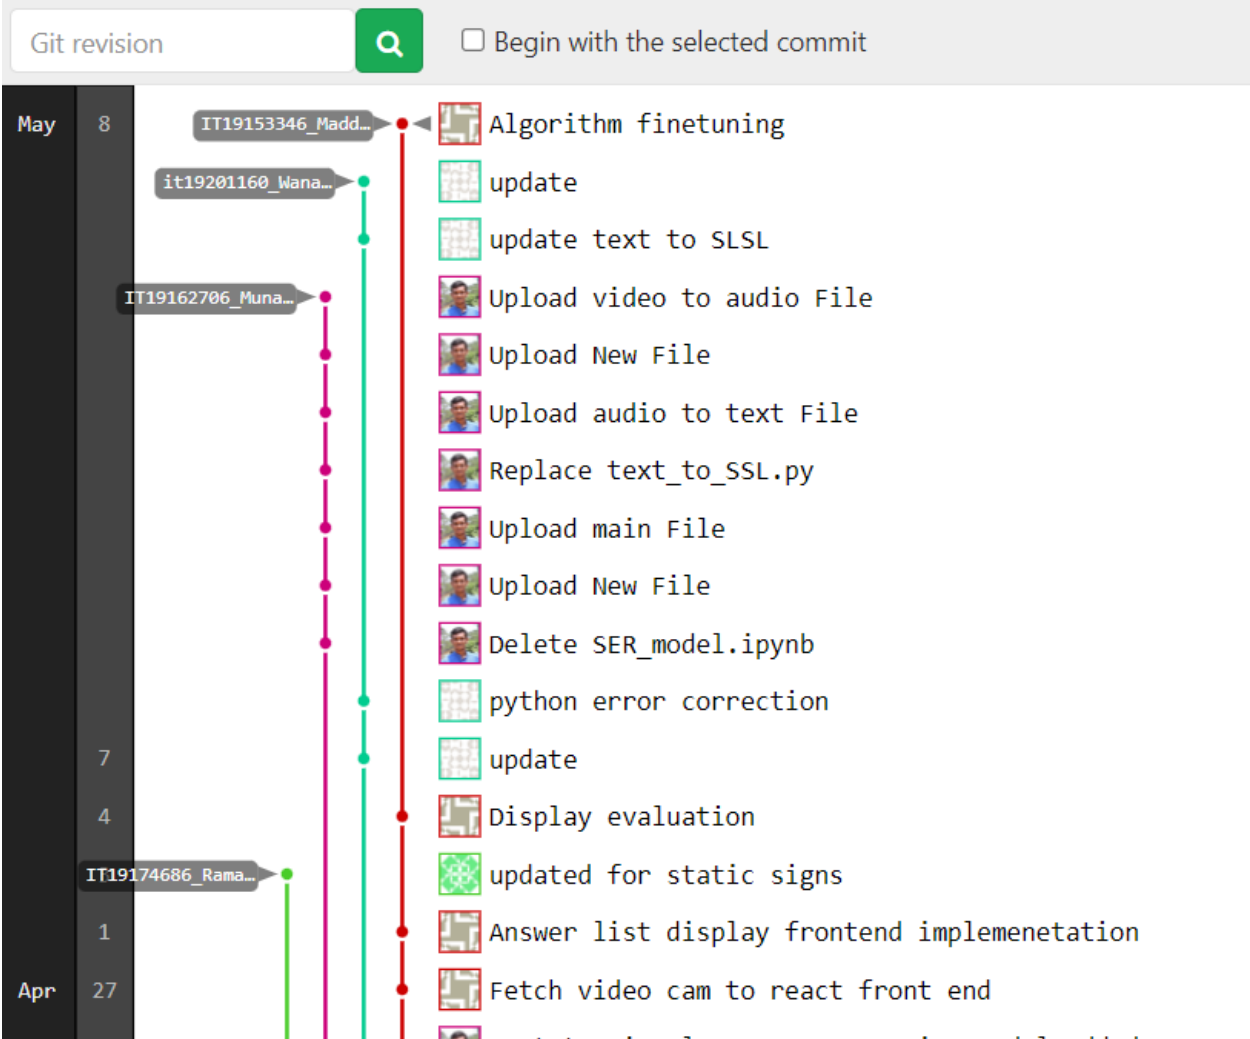 Git revision
Begin with the selected commit
May 8 IT19153346_Madd… Algorithm finetuning
it19201160_Wana… update
update text to SLSL
IT19162706_Muna… Upload video to audio File
Upload New File
Upload audio to text File
Replace text_to_SSL.py
Upload main File
Upload New File
Delete SER_model.ipynb
python error correction
7 update
4 Display evaluation
IT19174686_Rama… updated for static signs
1 Answer list display frontend implemenetation
Apr 27 Fetch video cam to react front end